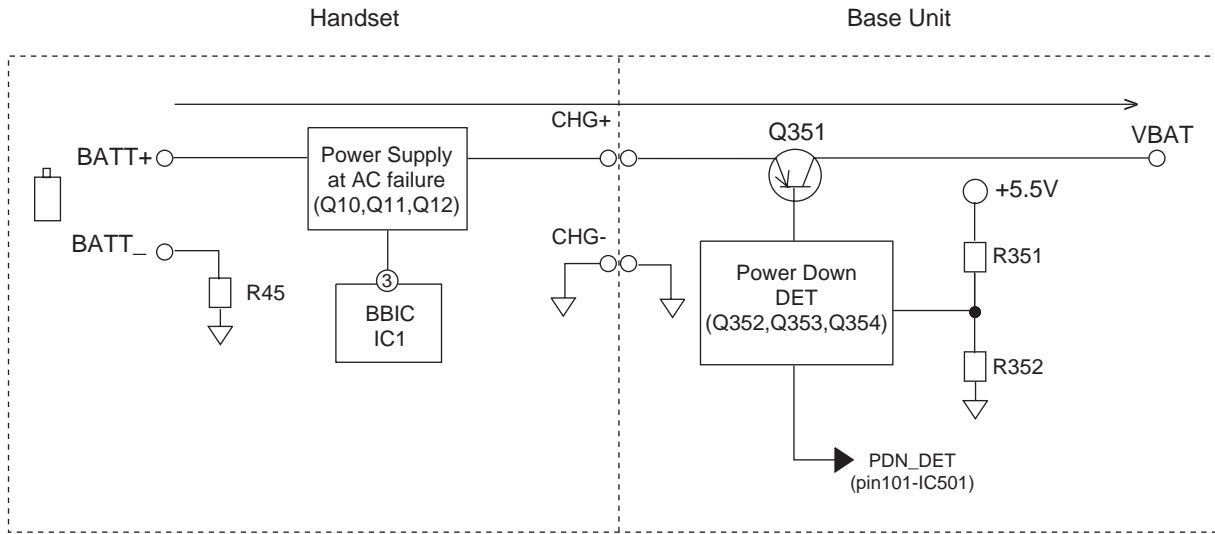 Handset
Base Unit
CHG+
Q351
VBAT
BATT+
Power Supply
at AC failure
(Q10,Q11,Q12)
+5.5V
BATT_
CHG-
R351
R45
3
BBIC
IC1
Power Down
DET
(Q352,Q353,Q354)
R352
PDN_DET
(pin101-IC501)